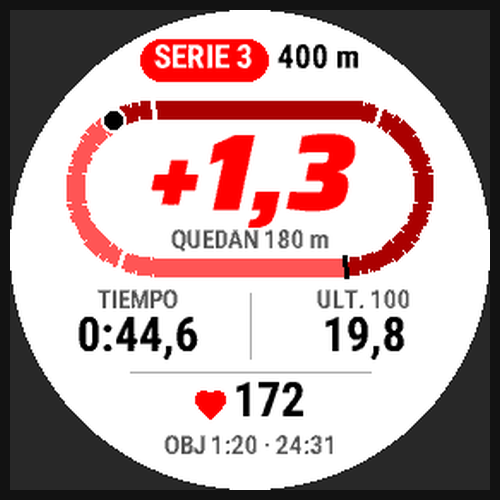 SERIE 3 400 m
+1,3
QUEDAN 180 m
TIEMPO ULT. 100
0:44,6 19,8
172
OBJ 1:20 · 24:31